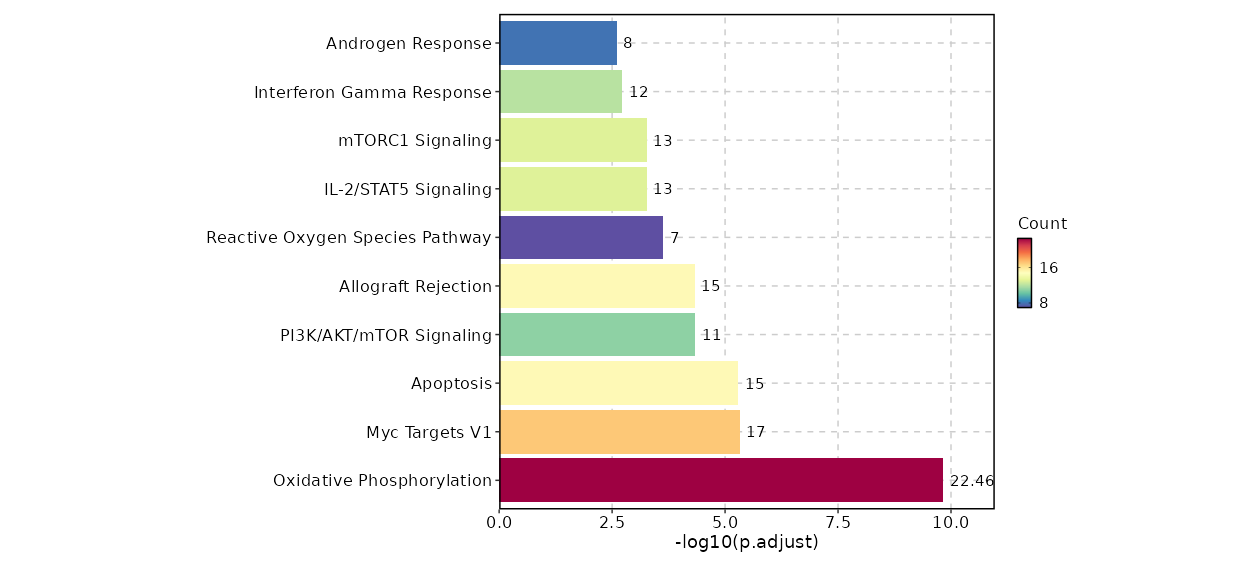 Androgen Response 8
Interferon Gamma Response 12
mTORC1 Signaling 13
IL-2/STAT5 Signaling 13
Reactive Oxygen Species Pathway 7
Allograft Rejection 15
PI3K/AKT/mTOR Signaling 11
Apoptosis 15
Myc Targets V1 17
Oxidative Phosphorylation 22.46
0.0 2.5 5.0 7.5 10.0
-log10(p.adjust)
Count
16
8